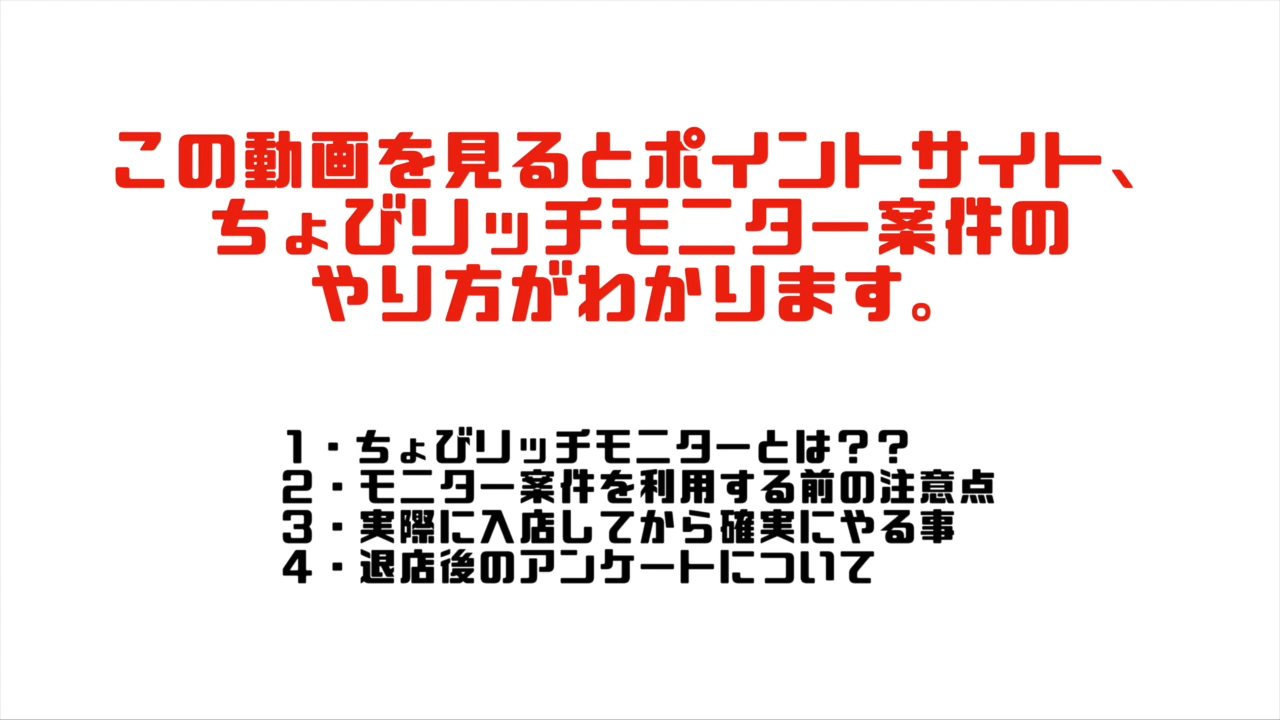 この動画を見るとポイントサイト、
ちょびリッチモニター案件の
やり方がわかります。
1・ちょびリッチモニターとは??
2・モニター案件を利用する前の注意点
3・実際に入店してから確実にやる事
4・退店後のアンケートについて